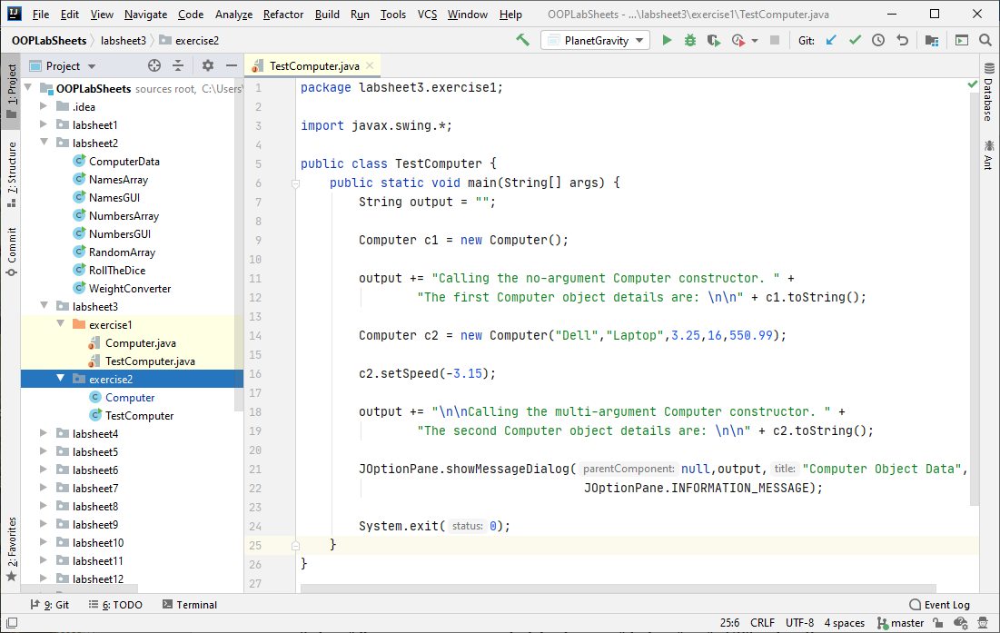 File Edit View Navigate Code Analyze Refactor Build Run Tools VCS Window Help OOPLabSheets - ...\labsheet3\exercise1\TestComputer.java
OOPLabSheets labsheet3 exercise2 PlanetGravity Git:
1: Project
7: Structure
Commit
2: Favorites
Project
OOPLabSheets sources root, C:\Users\
.idea
labsheet1
labsheet2
ComputerData
NamesArray
NamesGUI
NumbersArray
NumbersGUI
RandomArray
RollTheDice
WeightConverter
labsheet3
exercise1
Computer.java
TestComputer.java
exercise2
Computer
TestComputer
labsheet4
labsheet5
labsheet6
labsheet7
labsheet8
labsheet9
labsheet10
labsheet11
labsheet12
TestComputer.java
1 package labsheet3.exercise1;
2
3 import javax.swing.*;
4
5 public class TestComputer {
6 public static void main(String[] args) {
7 String output = "";
8
9 Computer c1 = new Computer();
10
11 output += "Calling the no-argument Computer constructor. " +
12 "The first Computer object details are: \n\n" + c1.toString();
13
14 Computer c2 = new Computer("Dell","Laptop",3.25,16,550.99);
15
16 c2.setSpeed(-3.15);
17
18 output += "\n\nCalling the multi-argument Computer constructor. " +
19 "The second Computer object details are: \n\n" + c2.toString();
20
21 JOptionPane.showMessageDialog( parentComponent: null,output, title: "Computer Object Data",
22 JOptionPane.INFORMATION_MESSAGE);
23
24 System.exit( status: 0);
25 }
26 }
27
Database
Ant
9: Git 6: TODO Terminal Event Log
25:6 CRLF UTF-8 4 spaces master